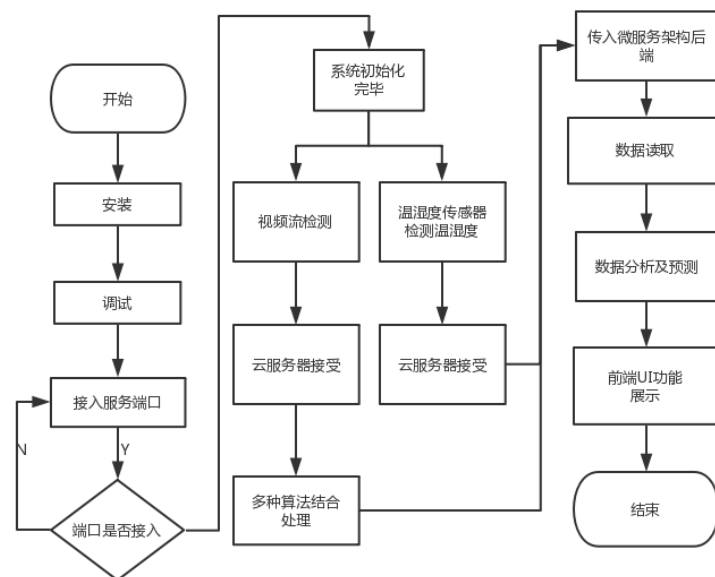 开始
安装
调试
接入服务端口
N
Y
端口是否接入
系统初始化
完毕
视频流检测
温湿度传感器
检测温湿度
云服务器接受
云服务器接受
多种算法结合
处理
传入微服务架构后
端
数据读取
数据分析及预测
前端UI功能
展示
结束